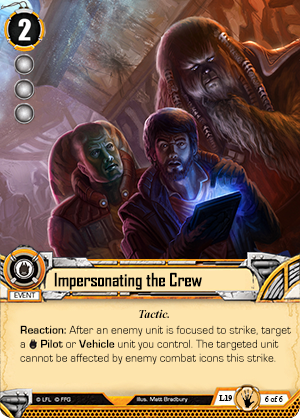 2
Impersonating the Crew
EVENT
Tactic.
Reaction: After an enemy unit is focused to strike, target
a Pilot or Vehicle unit you control. The targeted unit
cannot be affected by enemy combat icons this strike.
© LFL © FFG
Illus. Matt Bradbury
L19
6 of 6